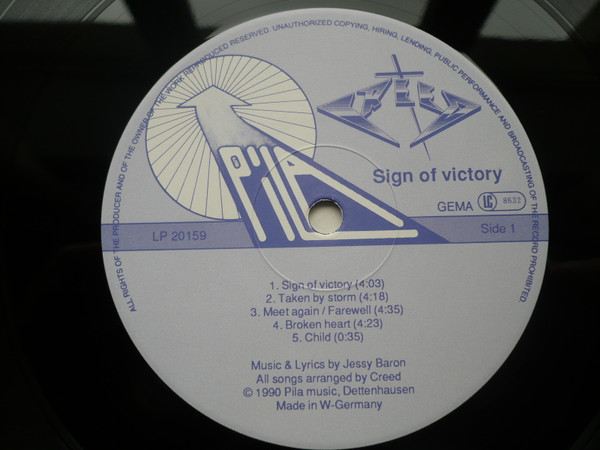 ALL RIGHTS OF THE PRODUCER AND OF THE OWNER OF THE WORK REPRODUCED RESERVED. UNAUTHORIZED COPYING, HIRING, LENDING, PUBLIC PERFORMANCE AND BROADCASTING OF THE RECORD PROHIBITED
CREED
PILA
Sign of victory
GEMA LC 8632
LP 20159
Side 1
1. Sign of victory (4:03)
2. Taken by storm (4:18)
3. Meet again / Farewell (4:35)
4. Broken heart (4:23)
5. Child (0:35)
Music & Lyrics by Jessy Baron
All songs arranged by Creed
© 1990 Pila music, Dettenhausen
Made in W-Germany